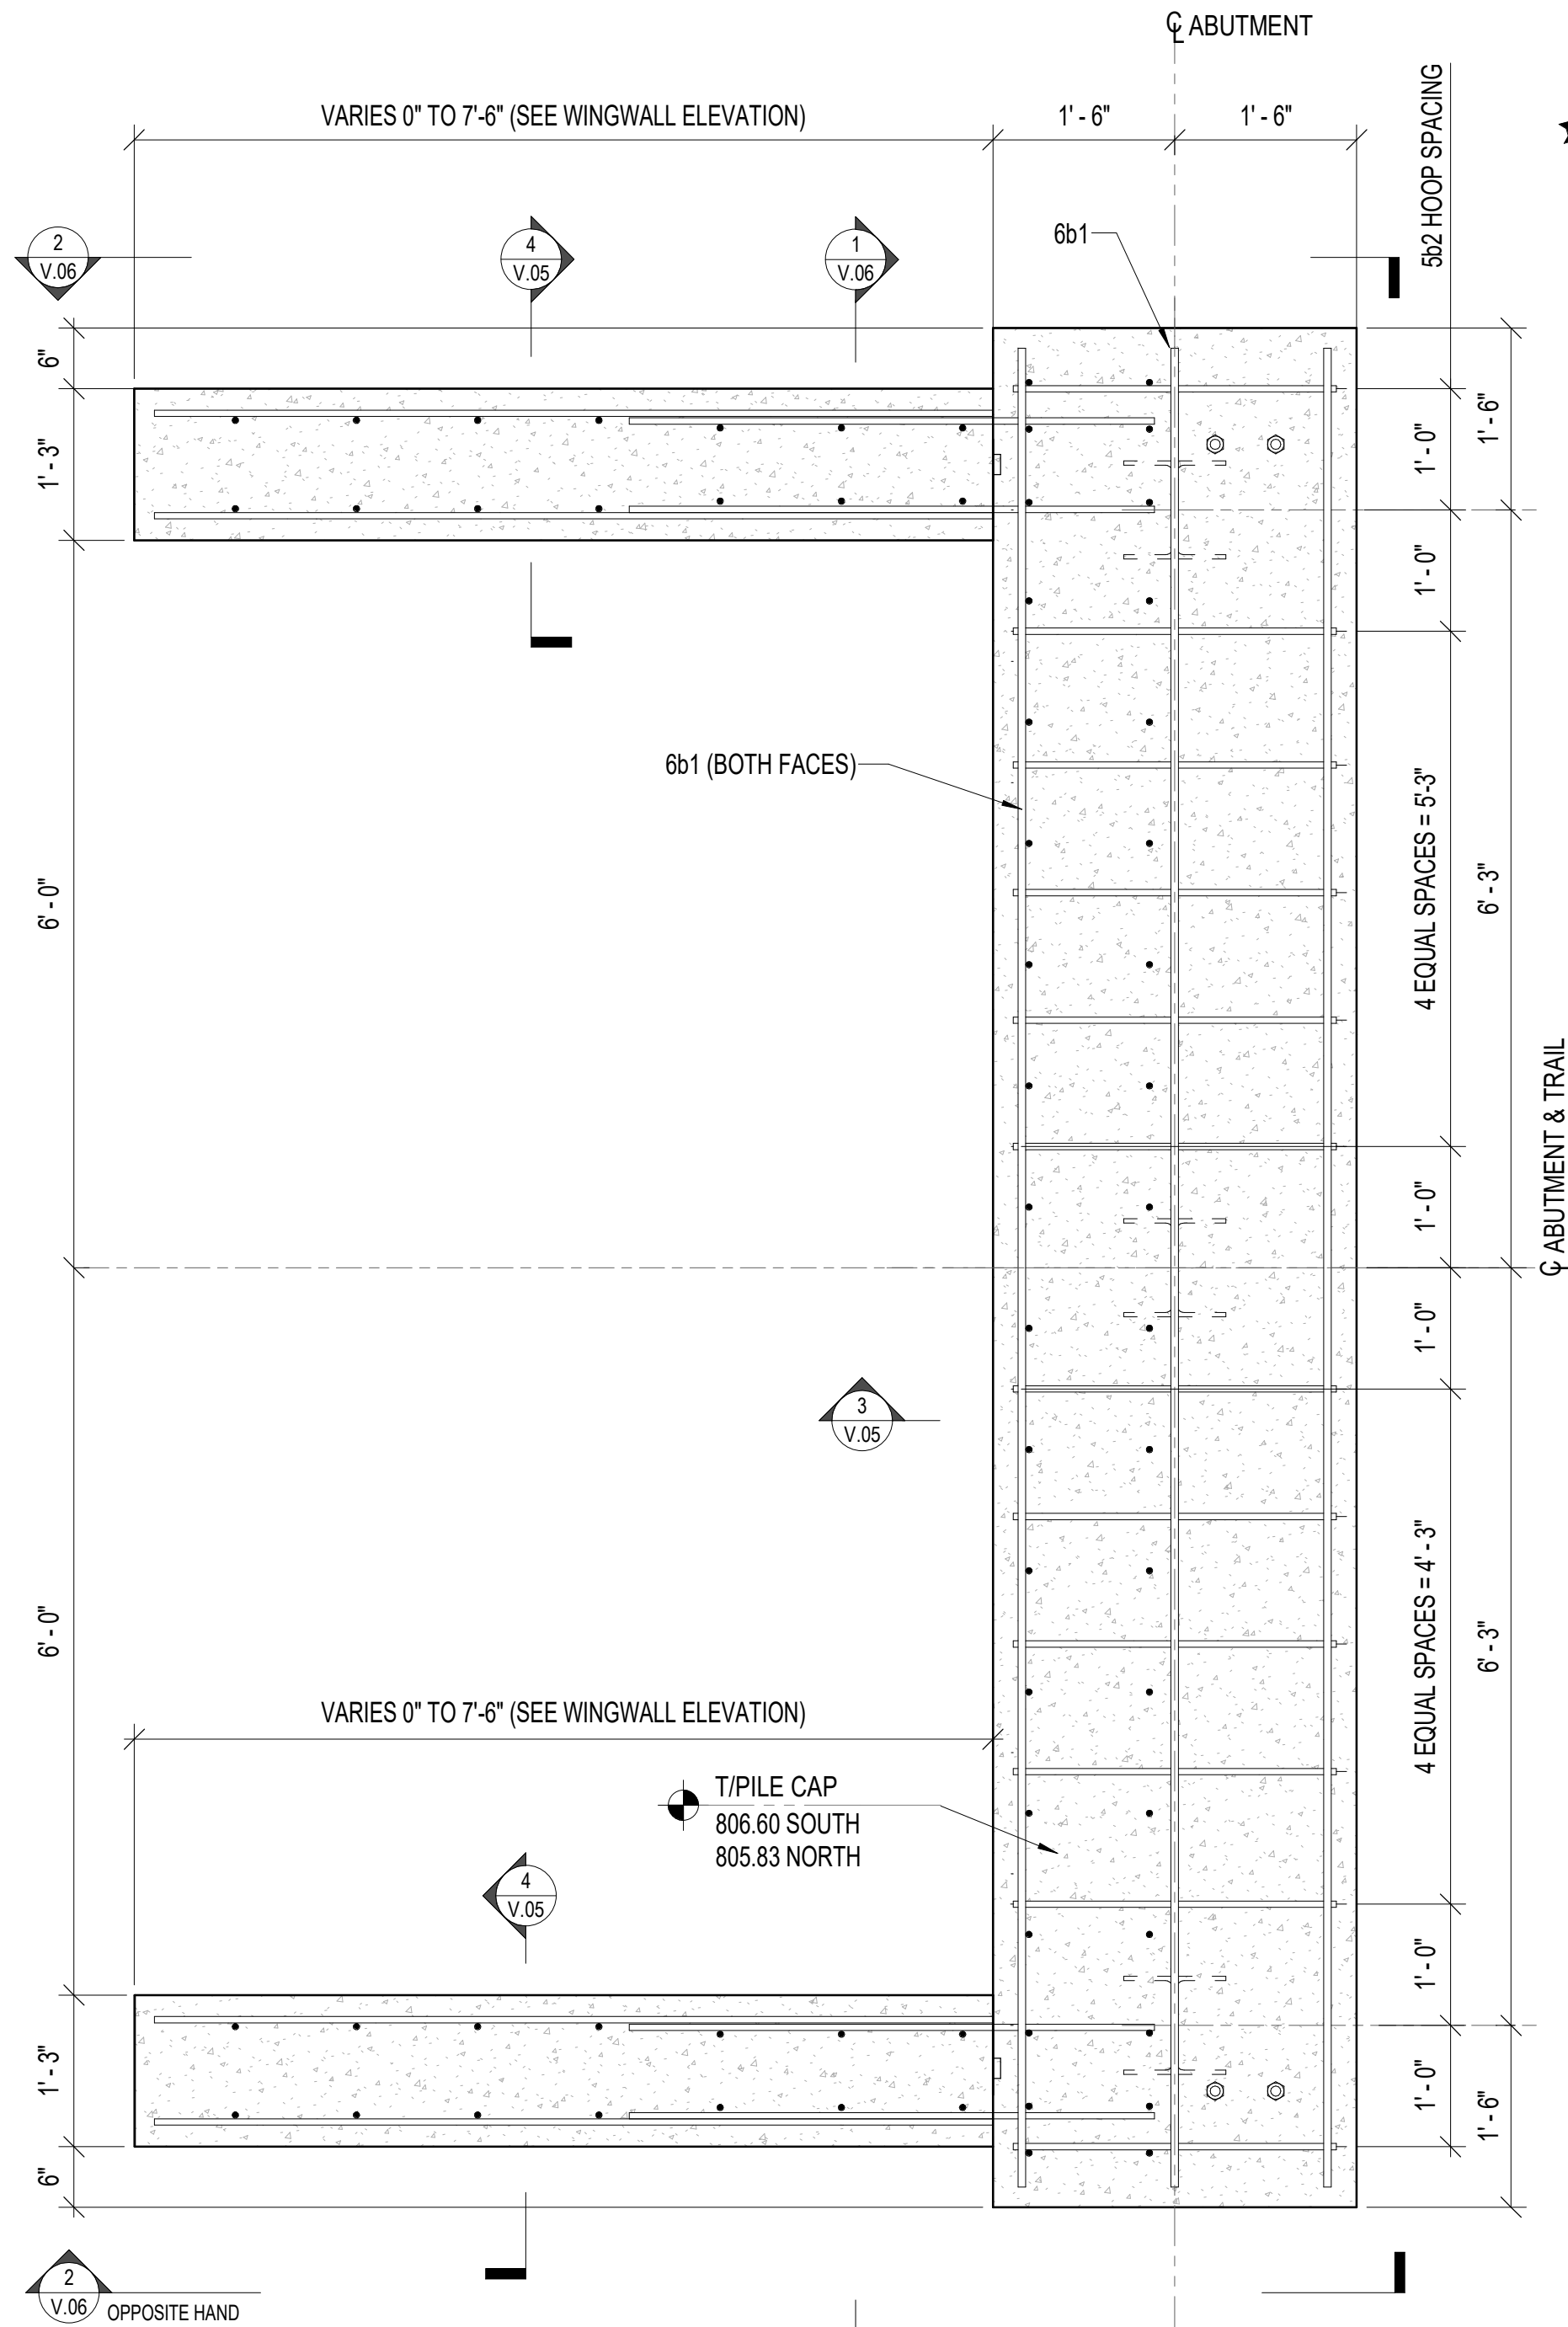 ℄ ABUTMENT
5b2 HOOP SPACING
VARIES 0" TO 7'-6" (SEE WINGWALL ELEVATION)
1' - 6"
1' - 6"
2
V.06
4
V.05
1
V.06
6b1
6"
1' - 3"
1' - 0"
1' - 6"
1' - 0"
6b1 (BOTH FACES)
6' - 0"
4 EQUAL SPACES = 5'-3"
6' - 3"
1' - 0"
℄ ABUTMENT & TRAIL
1' - 0"
3
V.05
6' - 0"
4 EQUAL SPACES = 4' - 3"
6' - 3"
VARIES 0" TO 7'-6" (SEE WINGWALL ELEVATION)
T/PILE CAP
806.60 SOUTH
805.83 NORTH
4
V.05
1' - 0"
1' - 3"
1' - 0"
1' - 6"
6"
2
V.06
OPPOSITE HAND